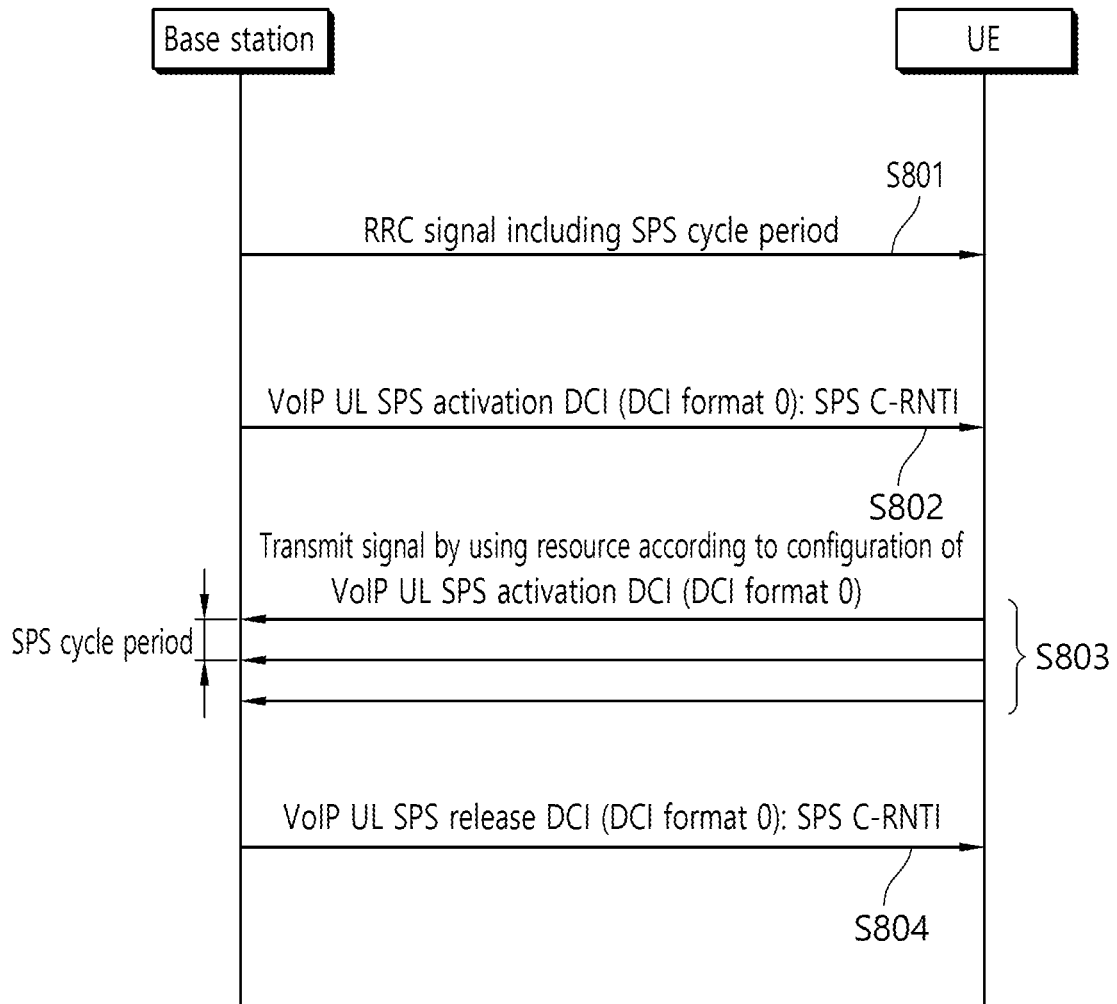 Base station
UE
S801
RRC signal including SPS cycle period
VoIP UL SPS activation DCI (DCI format 0): SPS C-RNTI
S802
Transmit signal by using resource according to configuration of
VoIP UL SPS activation DCI (DCI format 0)
SPS cycle period
S803
VoIP UL SPS release DCI (DCI format 0): SPS C-RNTI
S804